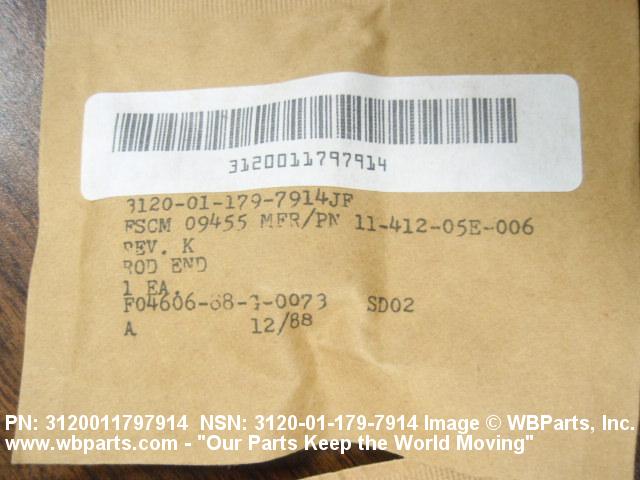 3120011797914
3120-01-179-7914JF
FSCM 09455 MFR/PN 11-412-05E-006
REV. K
ROD END
1 EA.
F04606-88-G-0073 SD02
A 12/88
PN: 3120011797914 NSN: 3120-01-179-7914 Image © WBParts, Inc.
www.wbparts.com - "Our Parts Keep the World Moving"